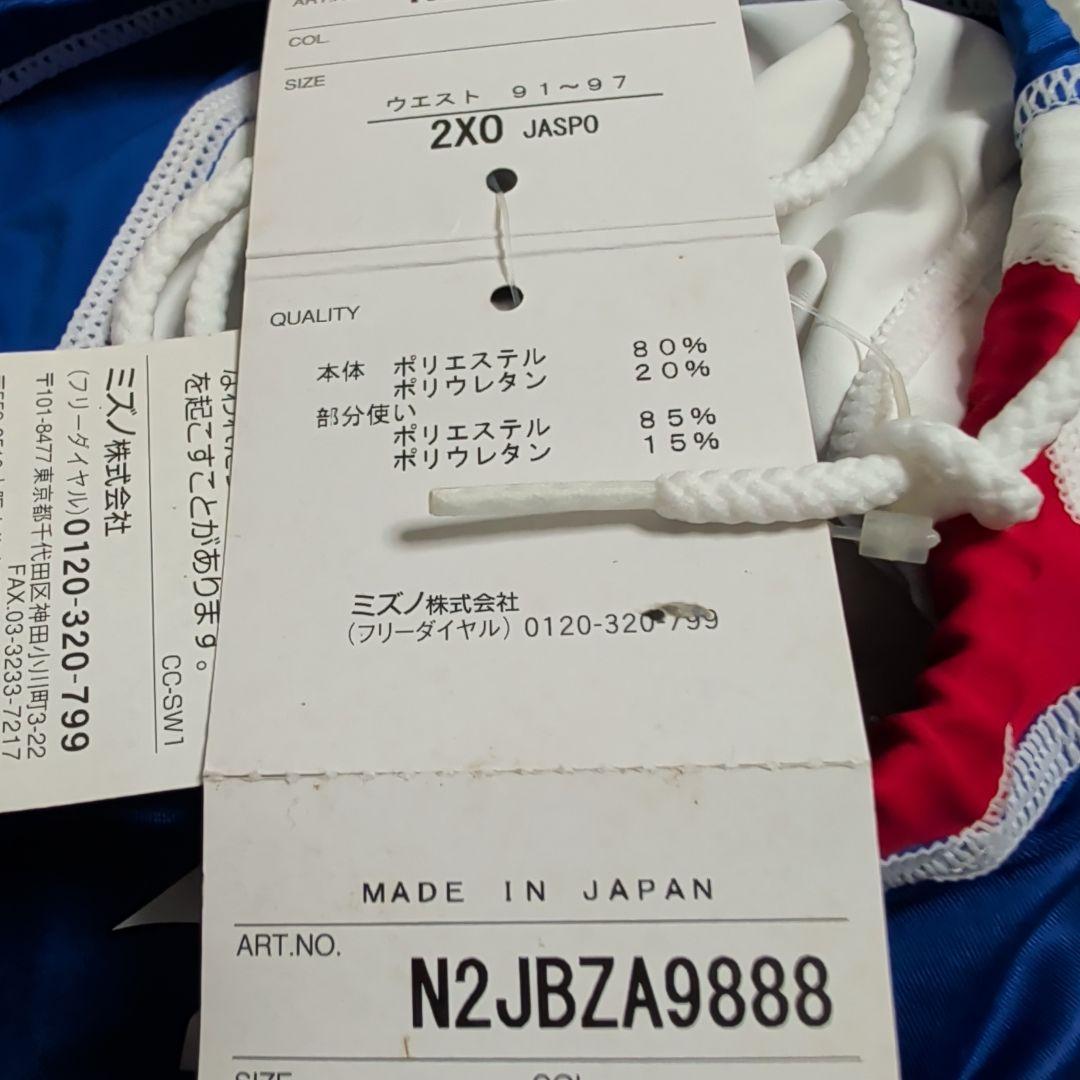 COL.
SIZE
ウエスト 91~97
2XO JASPO
QUALITY
本体 ポリエステル 80%
ポリウレタン 20%
部分使い
ポリエステル 85%
ポリウレタン 15%
ミズノ株式会社
(フリーダイヤル) 0120-320-799
MADE IN JAPAN
ART.NO.
N2JBZA9888
SIZE COL
を起こすことがあります。
CC-SW1
ミズノ株式会社
(フリーダイヤル)0120-320-799
〒101-8477 東京都千代田区神田小川町3-22
FAX.03-3233-7217